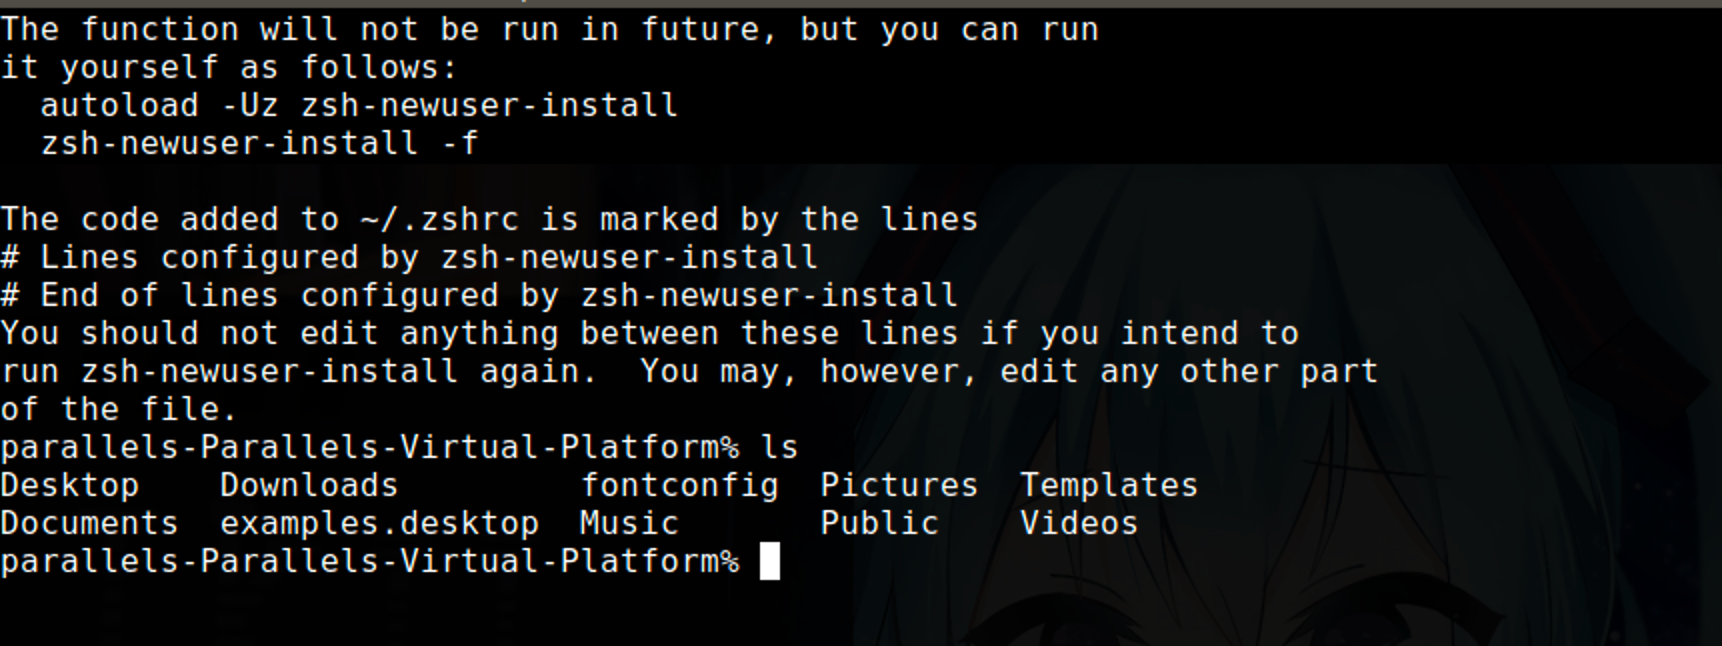 The function will not be run in future, but you can run
it yourself as follows:
  autoload -Uz zsh-newuser-install
  zsh-newuser-install -f

The code added to ~/.zshrc is marked by the lines
# Lines configured by zsh-newuser-install
# End of lines configured by zsh-newuser-install
You should not edit anything between these lines if you intend to
run zsh-newuser-install again.  You may, however, edit any other part
of the file.
parallels-Parallels-Virtual-Platform% ls
Desktop    Downloads         fontconfig  Pictures  Templates
Documents  examples.desktop  Music       Public    Videos
parallels-Parallels-Virtual-Platform%